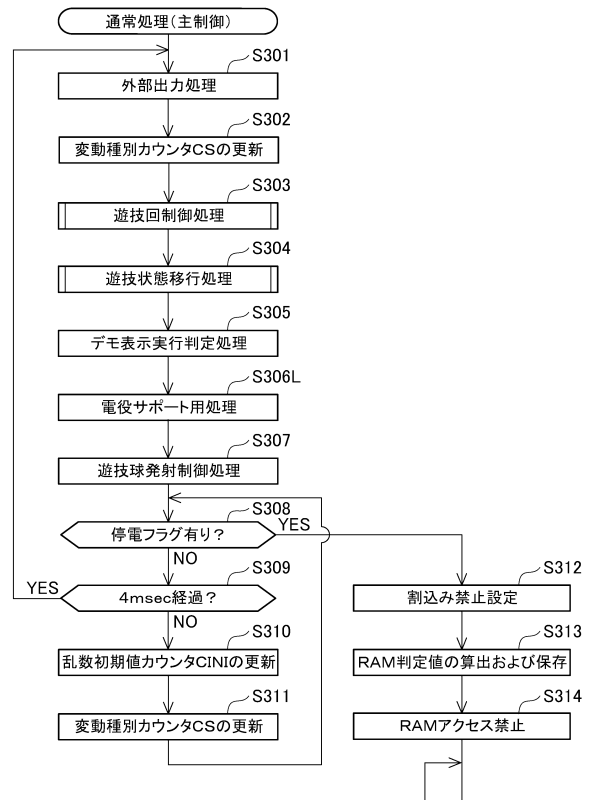 通常処理(主制御)
S301
外部出力処理
S302
変動種別カウンタCSの更新
S303
遊技回制御処理
S304
遊技状態移行処理
S305
デモ表示実行判定処理
S306L
電役サポート用処理
S307
遊技球発射制御処理
S308
停電フラグ有り?
YES
NO
S309
4msec経過?
YES
NO
S310
乱数初期値カウンタCINIの更新
S311
変動種別カウンタCSの更新
S312
割込み禁止設定
S313
RAM判定値の算出および保存
S314
RAMアクセス禁止